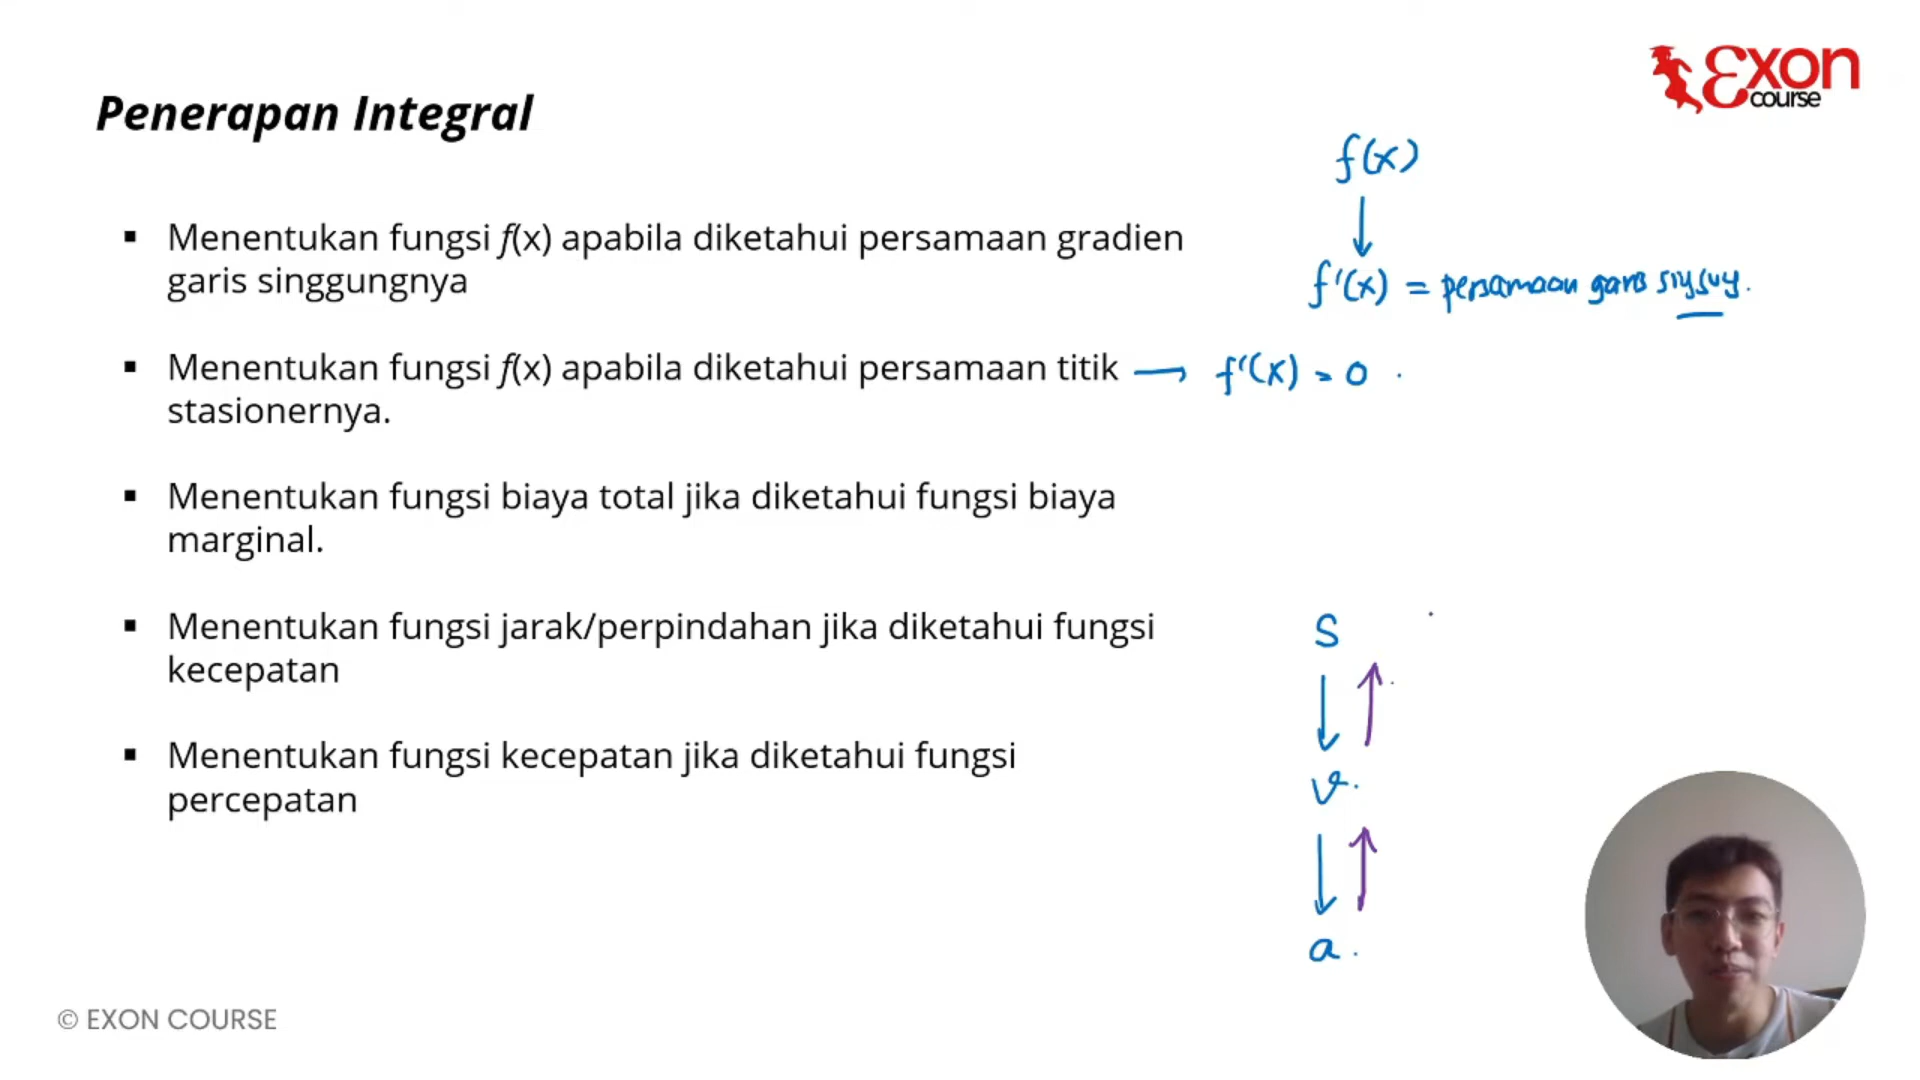 Exon
course
Penerapan Integral
f(x)
▪ Menentukan fungsi f(x) apabila diketahui persamaan gradien
garis singgungnya
f'(x) = persamaan garis
▪ Menentukan fungsi f(x) apabila diketahui persamaan titik → f'(x) = 0
stasionernya.
▪ Menentukan fungsi biaya total jika diketahui fungsi biaya
marginal.
▪ Menentukan fungsi jarak/perpindahan jika diketahui fungsi
kecepatan
S
▪ Menentukan fungsi kecepatan jika diketahui fungsi
percepatan
v.
a.
© EXON COURSE